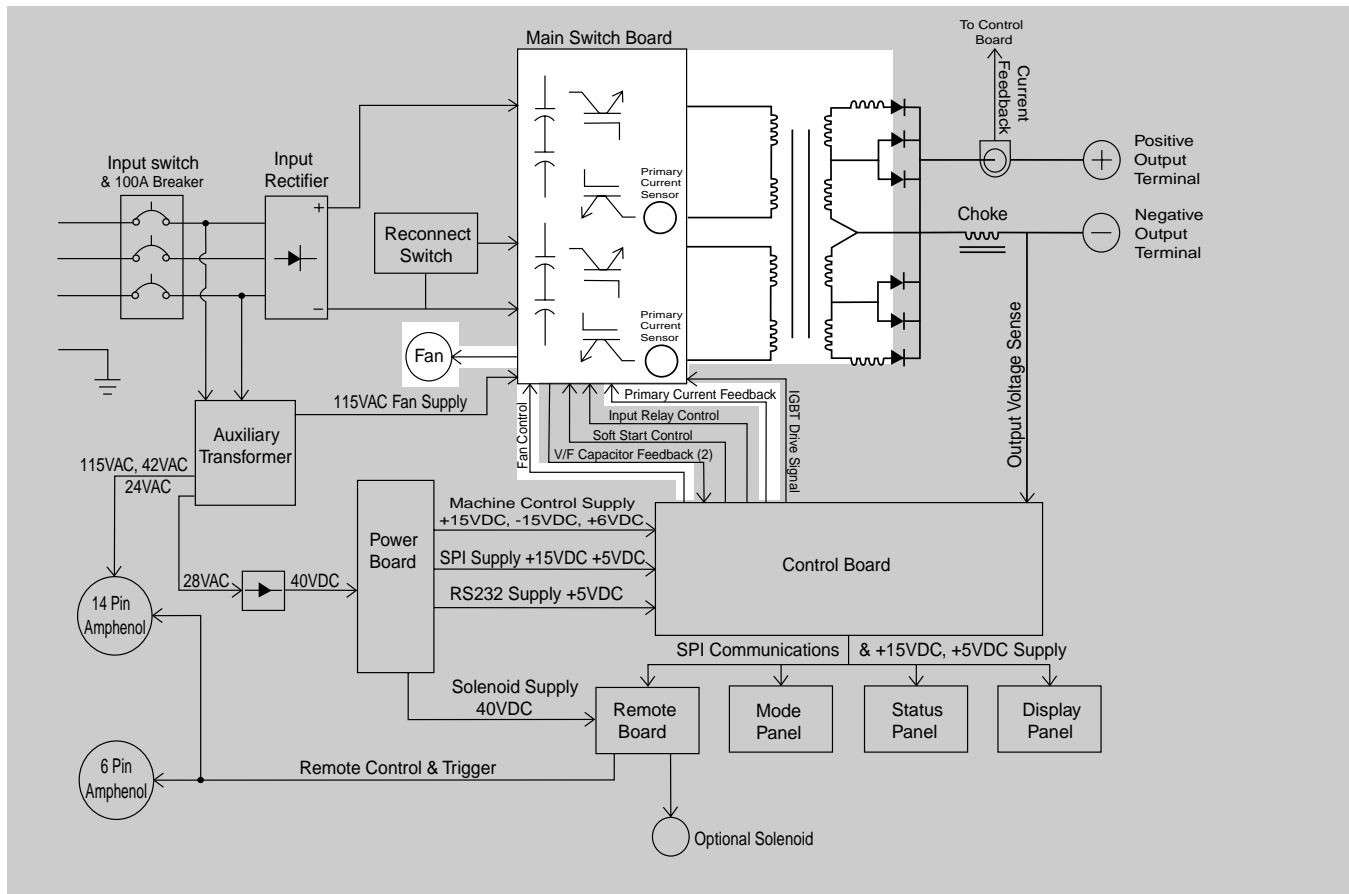 Main Switch Board
To Control
Board
Current
Feedback
Positive
Output
Terminal
Negative
Output
Terminal
Choke
Input switch
& 100A Breaker
Input
Rectifier
+
−
Reconnect
Switch
Primary
Current
Sensor
Primary
Current
Sensor
+
−
Fan
115VAC Fan Supply
Fan Control
Primary Current Feedback
Input Relay Control
Soft Start Control
V/F Capacitor Feedback (2)
IGBT Drive Signal
Output Voltage Sense
Auxiliary
Transformer
115VAC, 42VAC
24VAC
28VAC
40VDC
14 Pin
Amphenol
6 Pin
Amphenol
Power
Board
Machine Control Supply
+15VDC, -15VDC, +6VDC
SPI Supply +15VDC +5VDC
RS232 Supply +5VDC
Control Board
SPI Communications & +15VDC, +5VDC Supply
Solenoid Supply
40VDC
Remote
Board
Mode
Panel
Status
Panel
Display
Panel
Remote Control & Trigger
Optional Solenoid